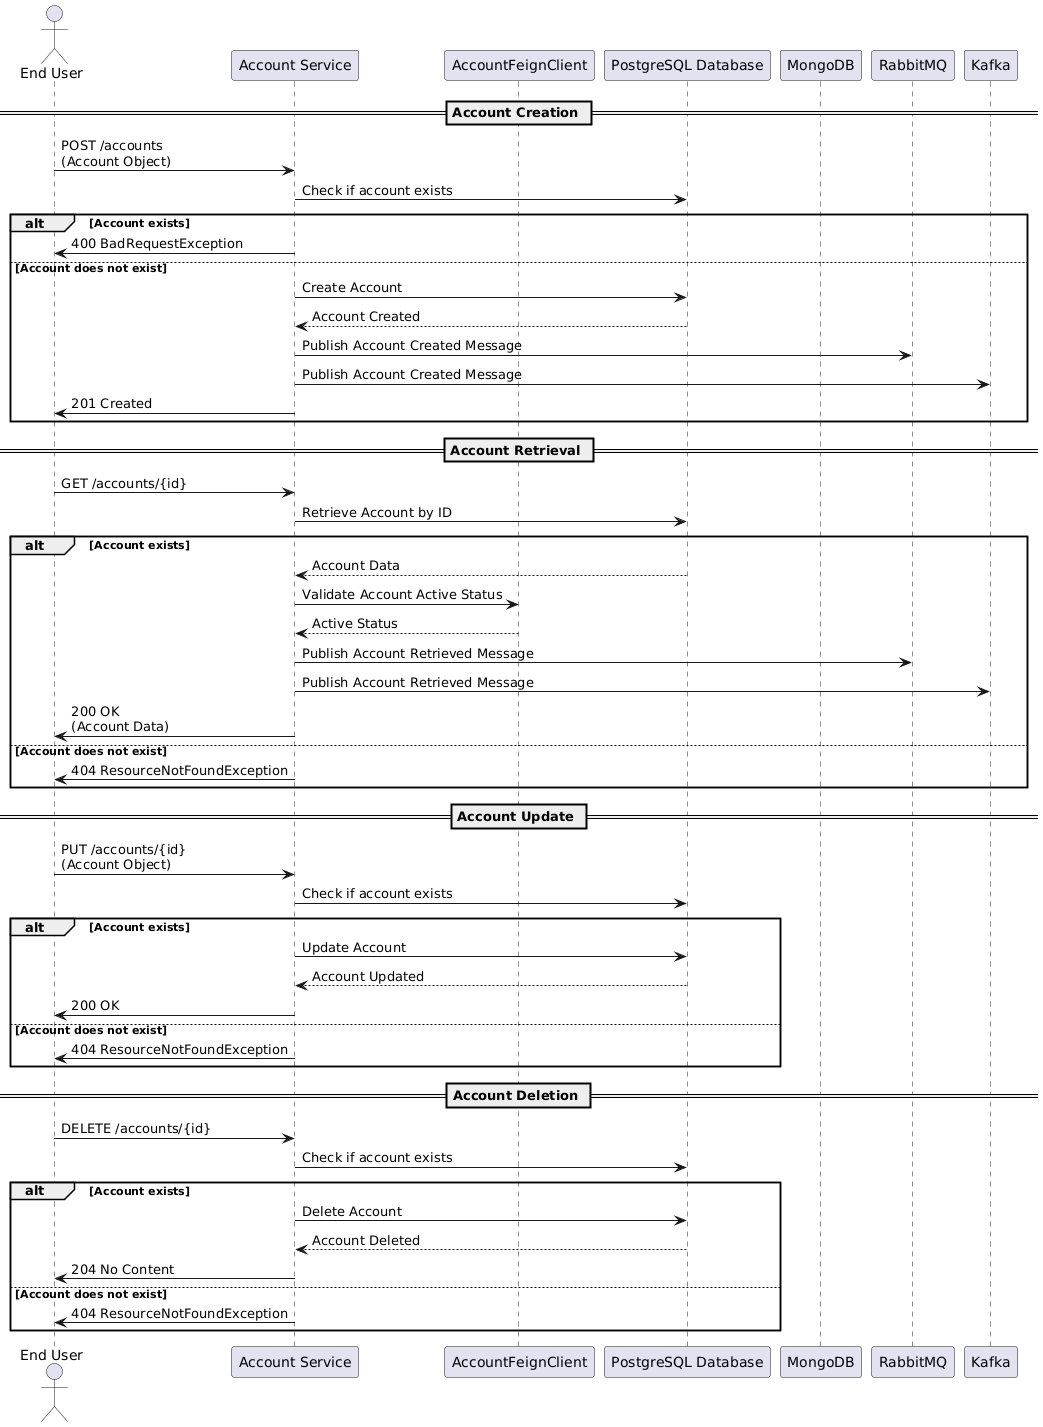 End User
Account Service
AccountFeignClient
PostgreSQL Database
MongoDB
RabbitMQ
Kafka
Account Creation
POST /accounts
(Account Object)
Check if account exists
alt
[Account exists]
400 BadRequestException
[Account does not exist]
Create Account
Account Created
Publish Account Created Message
Publish Account Created Message
201 Created
Account Retrieval
GET /accounts/{id}
Retrieve Account by ID
alt
[Account exists]
Account Data
Validate Account Active Status
Active Status
Publish Account Retrieved Message
Publish Account Retrieved Message
200 OK
(Account Data)
[Account does not exist]
404 ResourceNotFoundException
Account Update
PUT /accounts/{id}
(Account Object)
Check if account exists
alt
[Account exists]
Update Account
Account Updated
200 OK
[Account does not exist]
404 ResourceNotFoundException
Account Deletion
DELETE /accounts/{id}
Check if account exists
alt
[Account exists]
Delete Account
Account Deleted
204 No Content
[Account does not exist]
404 ResourceNotFoundException
End User
Account Service
AccountFeignClient
PostgreSQL Database
MongoDB
RabbitMQ
Kafka